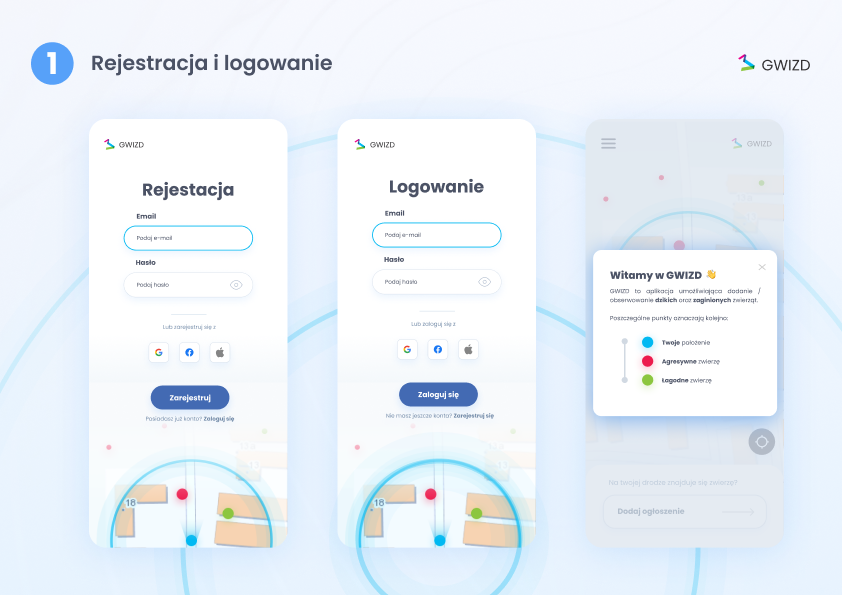 1 Rejestracja i logowanie
GWIZD
GWIZD
Rejestacja
Email
Podaj e-mail
Hasło
Podaj hasło
Lub zarejestruj się z
Zarejestruj
Posiadasz już konto? Zaloguj się
16
GWIZD
Logowanie
Email
Podaj e-mail
Hasło
Podaj hasło
Lub zaloguj się z
Zaloguj się
Nie masz jeszcze konta? Zarejestruj się
16
GWIZD
Witamy w GWIZD 👋
GWIZD to aplikacja umożliwiająca dodanie /
obserwowanie dzikich oraz zaginionych zwierząt.
Poszczególne punkty oznaczają kolejno:
Twoje położenie
Agresywne zwierzę
Łagodne zwierzę
Na twojej drodze znajduje się zwierzę?
Dodaj ogłoszenie